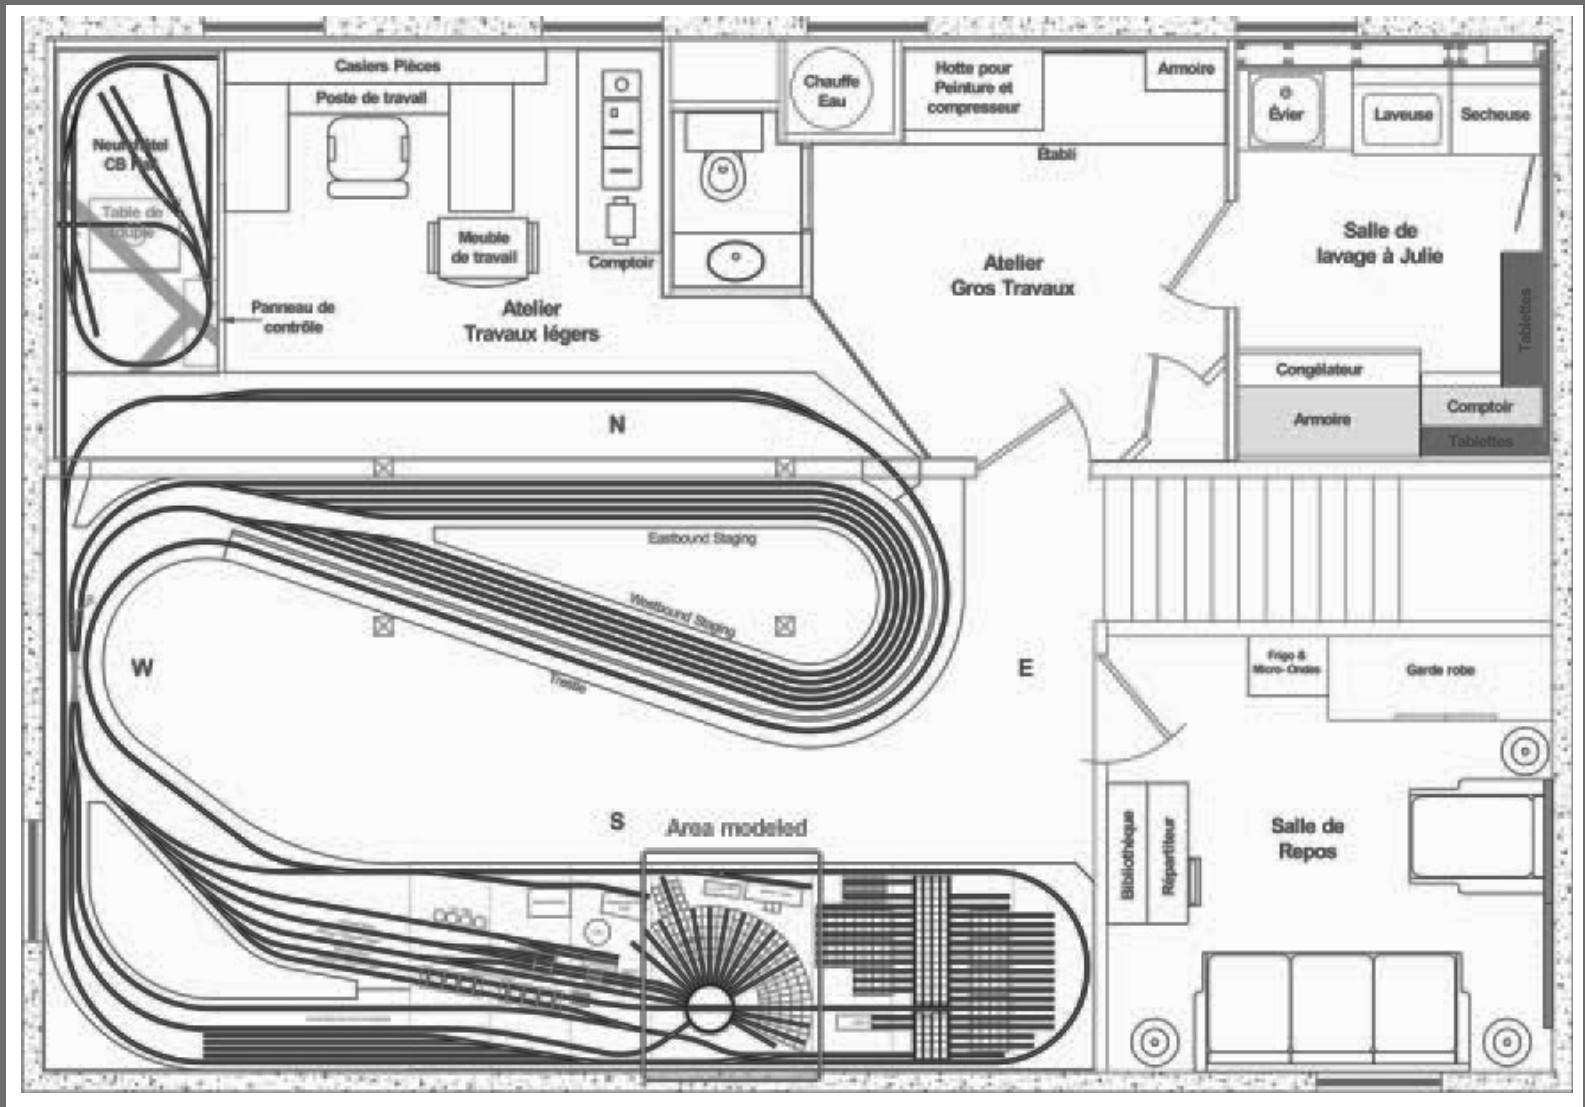 Casiers Pièces
Poste de travail
Chauffe
Eau
Hotte pour
Peinture et
compresseur
Armoire
Évier
Laveuse
Secheuse
CB
Établi
Table de
Meuble
de travail
Comptoir
Atelier
Travaux légers
Panneau de
contrôle
Atelier
Gros Travaux
Salle de
lavage à Julie
Tablettes
Congélateur
Armoire
Comptoir
Tablettes
N
Eastbound Staging
Westbound Staging
Trestle
W
E
S
Area modeled
Frigo &
Micro-Ondes
Garde robe
Bibliothèque
Répartiteur
Salle de
Repos